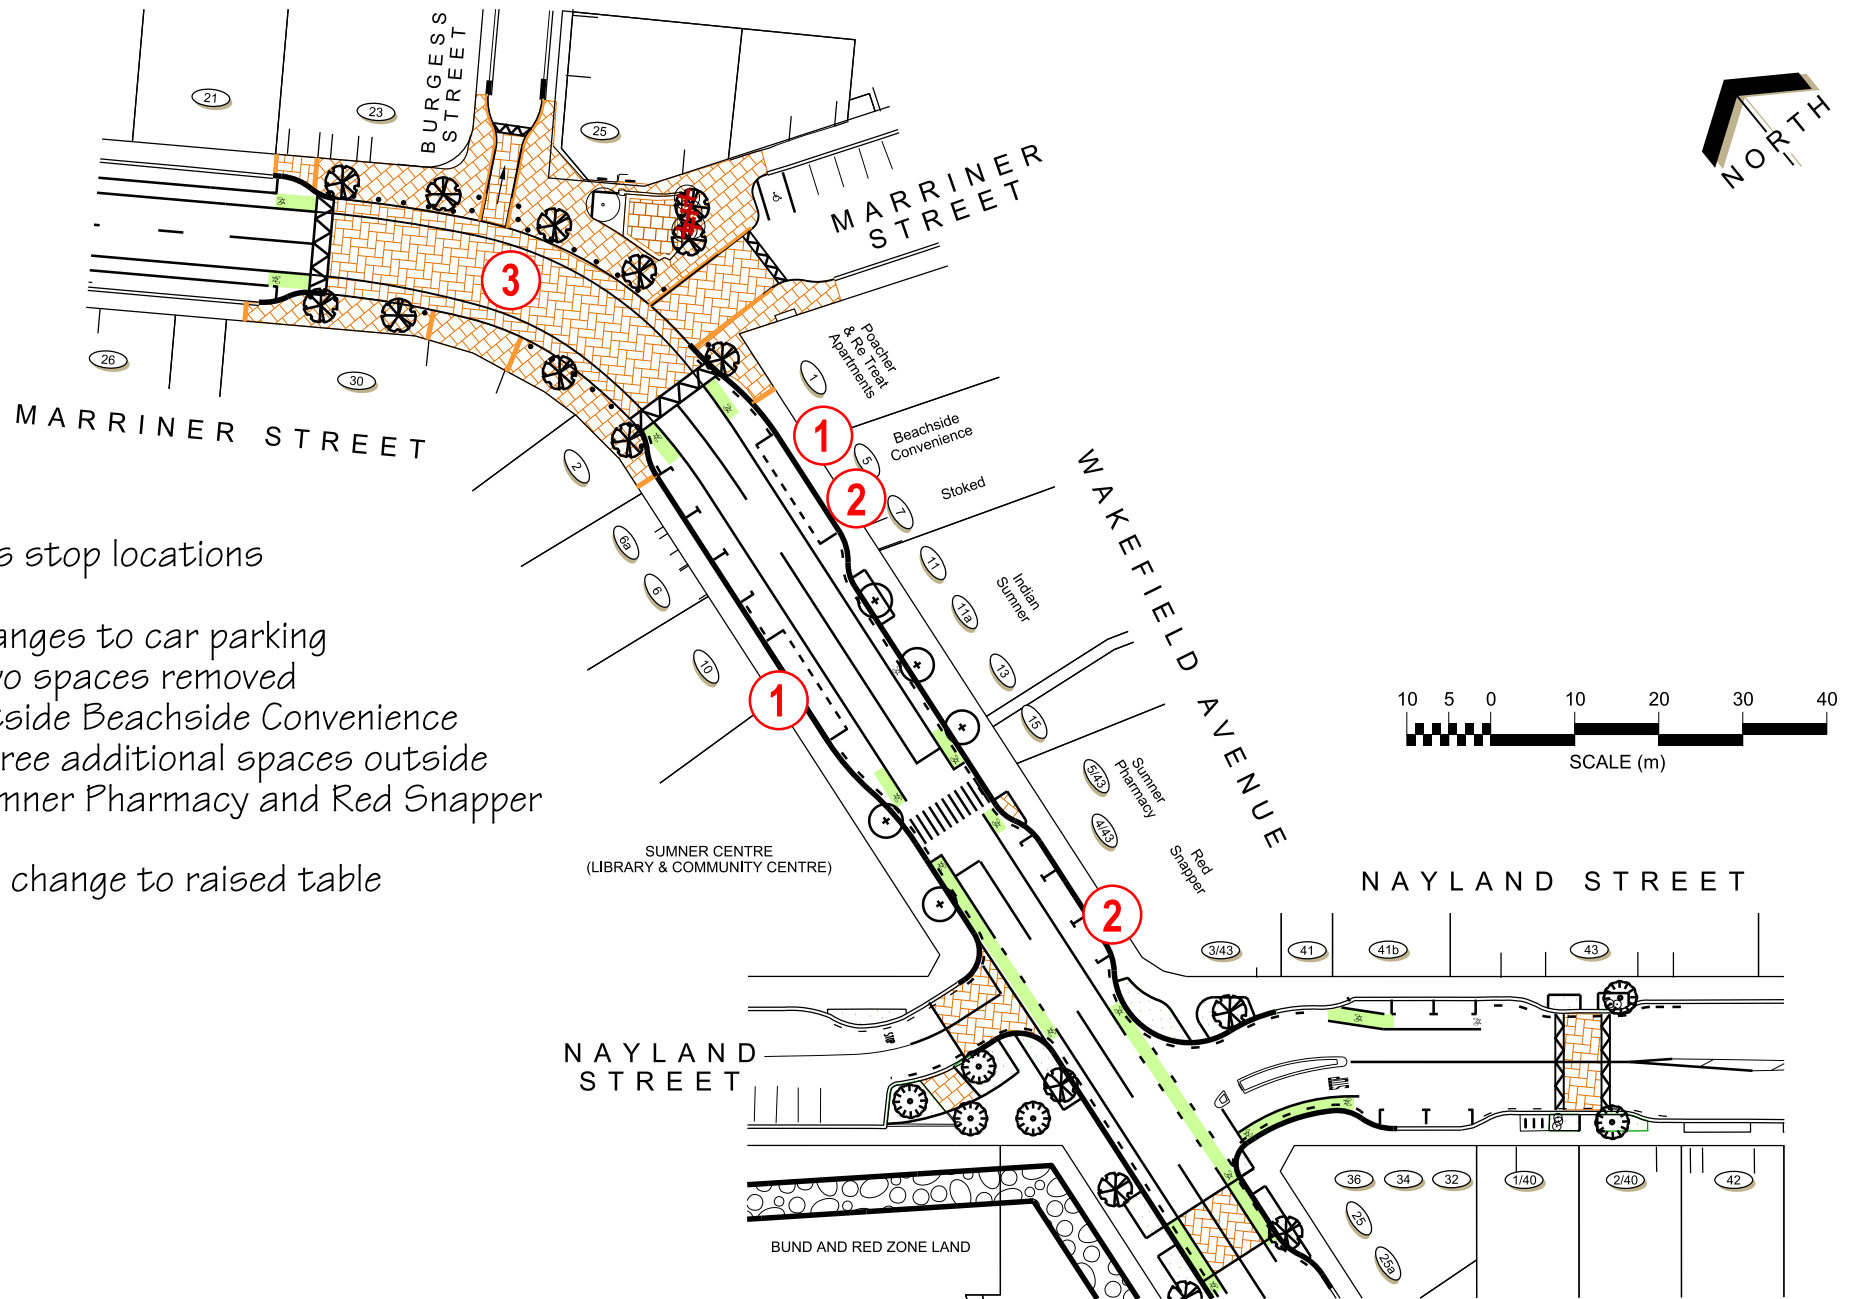 BURGESS
STREET
21
23
25
NORTH
MARRINER
STREET
3
26
30
MARRINER STREET
Poacher
& Re Treat
Apartments
1
1
Beachside
Convenience
5
2
Stoked
7
2
6a
6
10
11
11a
Indian
Sumner
13
15
WAKEFIELD AVENUE
s stop locations
anges to car parking
vo spaces removed
tside Beachside Convenience
ree additional spaces outside
mner Pharmacy and Red Snapper
change to raised table
1
10 5 0 10 20 30 40
SCALE (m)
5/43
Sumner
Pharmacy
4/43
Red
Snapper
SUMNER CENTRE
(LIBRARY & COMMUNITY CENTRE)
2
NAYLAND STREET
3/43
41
41b
43
NAYLAND
STREET
STOP
36
34
32
1/40
2/40
42
25
25a
BUND AND RED ZONE LAND